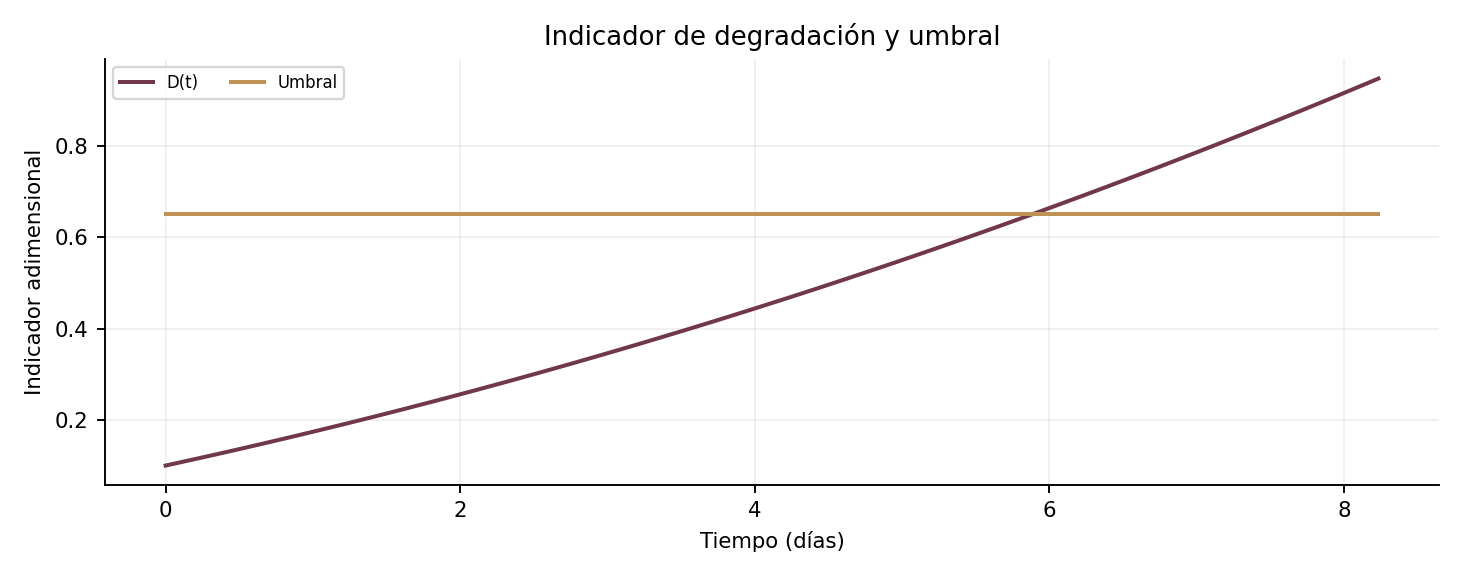 Indicador de degradación y umbral
D(t) Umbral
Indicador adimensional
0.8
0.6
0.4
0.2
0 2 4 6 8
Tiempo (días)